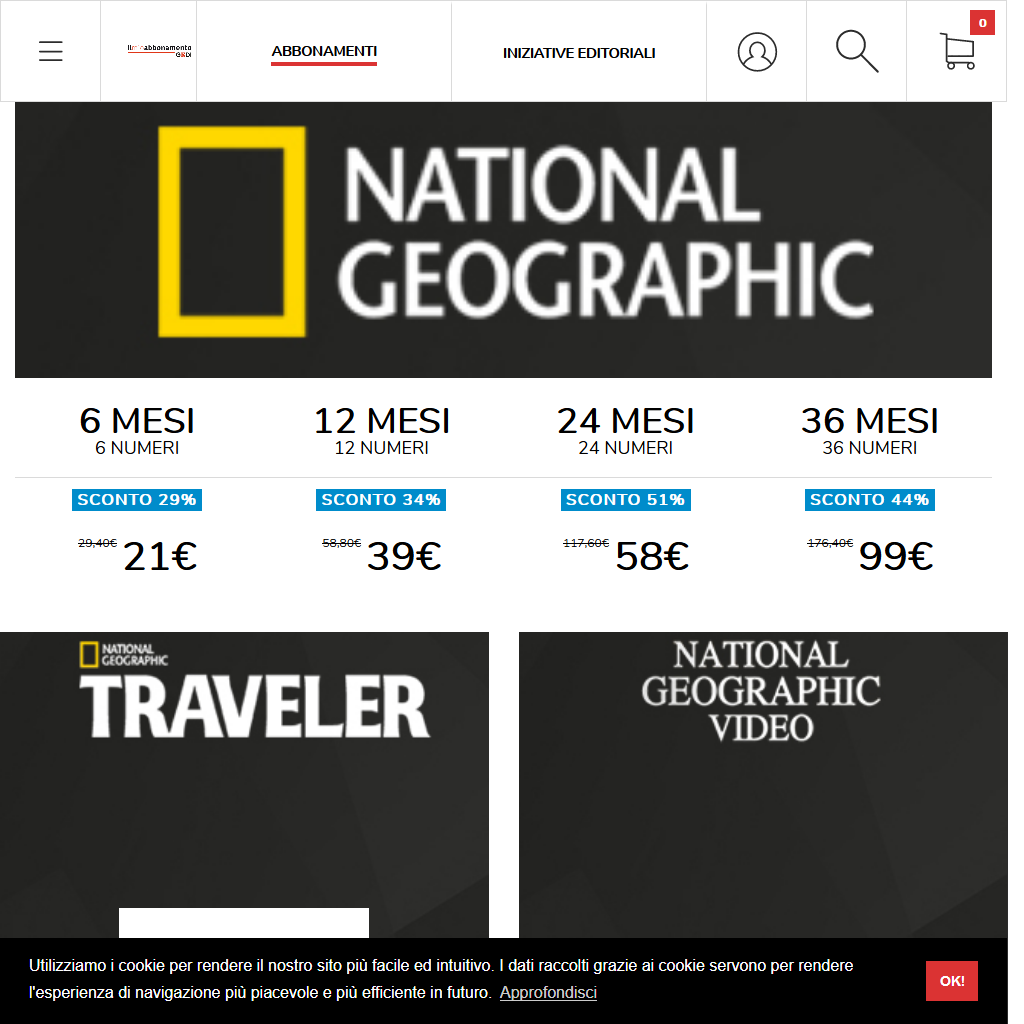 ilmioabbonamento
GEDI
ABBONAMENTI
INIZIATIVE EDITORIALI
0
NATIONAL
GEOGRAPHIC
6 MESI
6 NUMERI
12 MESI
12 NUMERI
24 MESI
24 NUMERI
36 MESI
36 NUMERI
SCONTO 29%
SCONTO 34%
SCONTO 51%
SCONTO 44%
29,40€ 21€
58,80€ 39€
117,60€ 58€
176,40€ 99€
NATIONAL
GEOGRAPHIC
TRAVELER
NATIONAL
GEOGRAPHIC
VIDEO
Utilizziamo i cookie per rendere il nostro sito più facile ed intuitivo. I dati raccolti grazie ai cookie servono per rendere
l'esperienza di navigazione più piacevole e più efficiente in futuro. Approfondisci
OK!